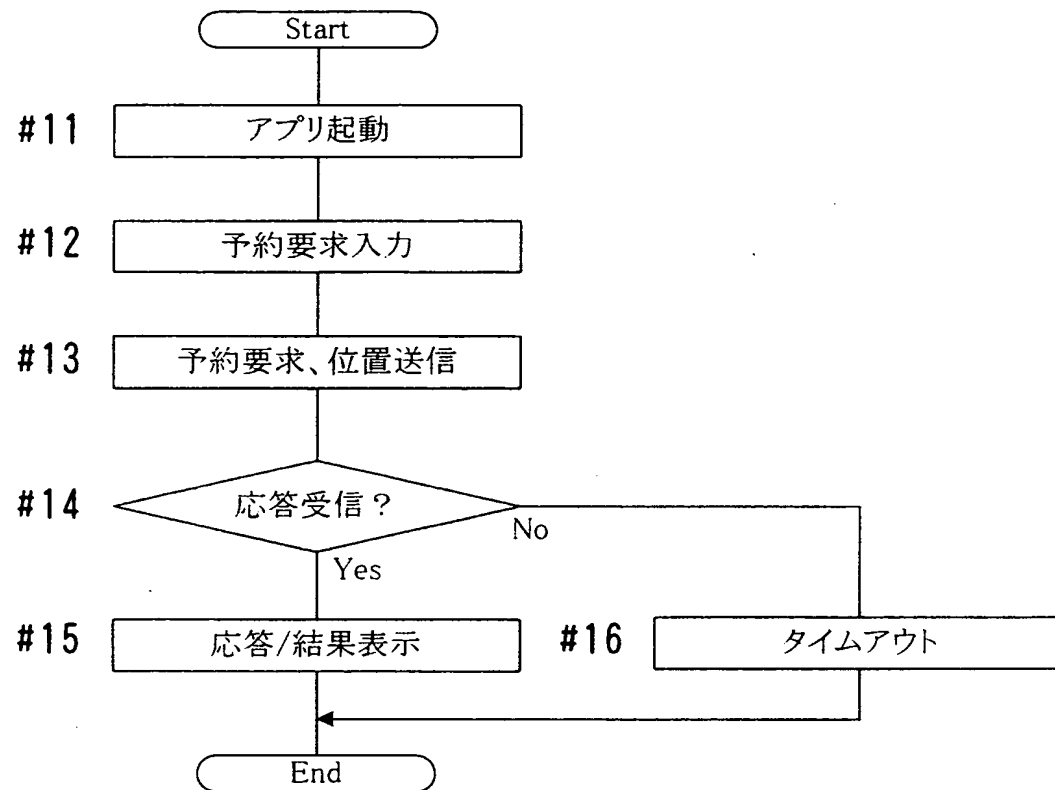 Start
#11 アプリ起動
#12 予約要求入力
#13 予約要求、位置送信
#14 応答受信?
No
Yes
#15 応答/結果表示
#16 タイムアウト
End